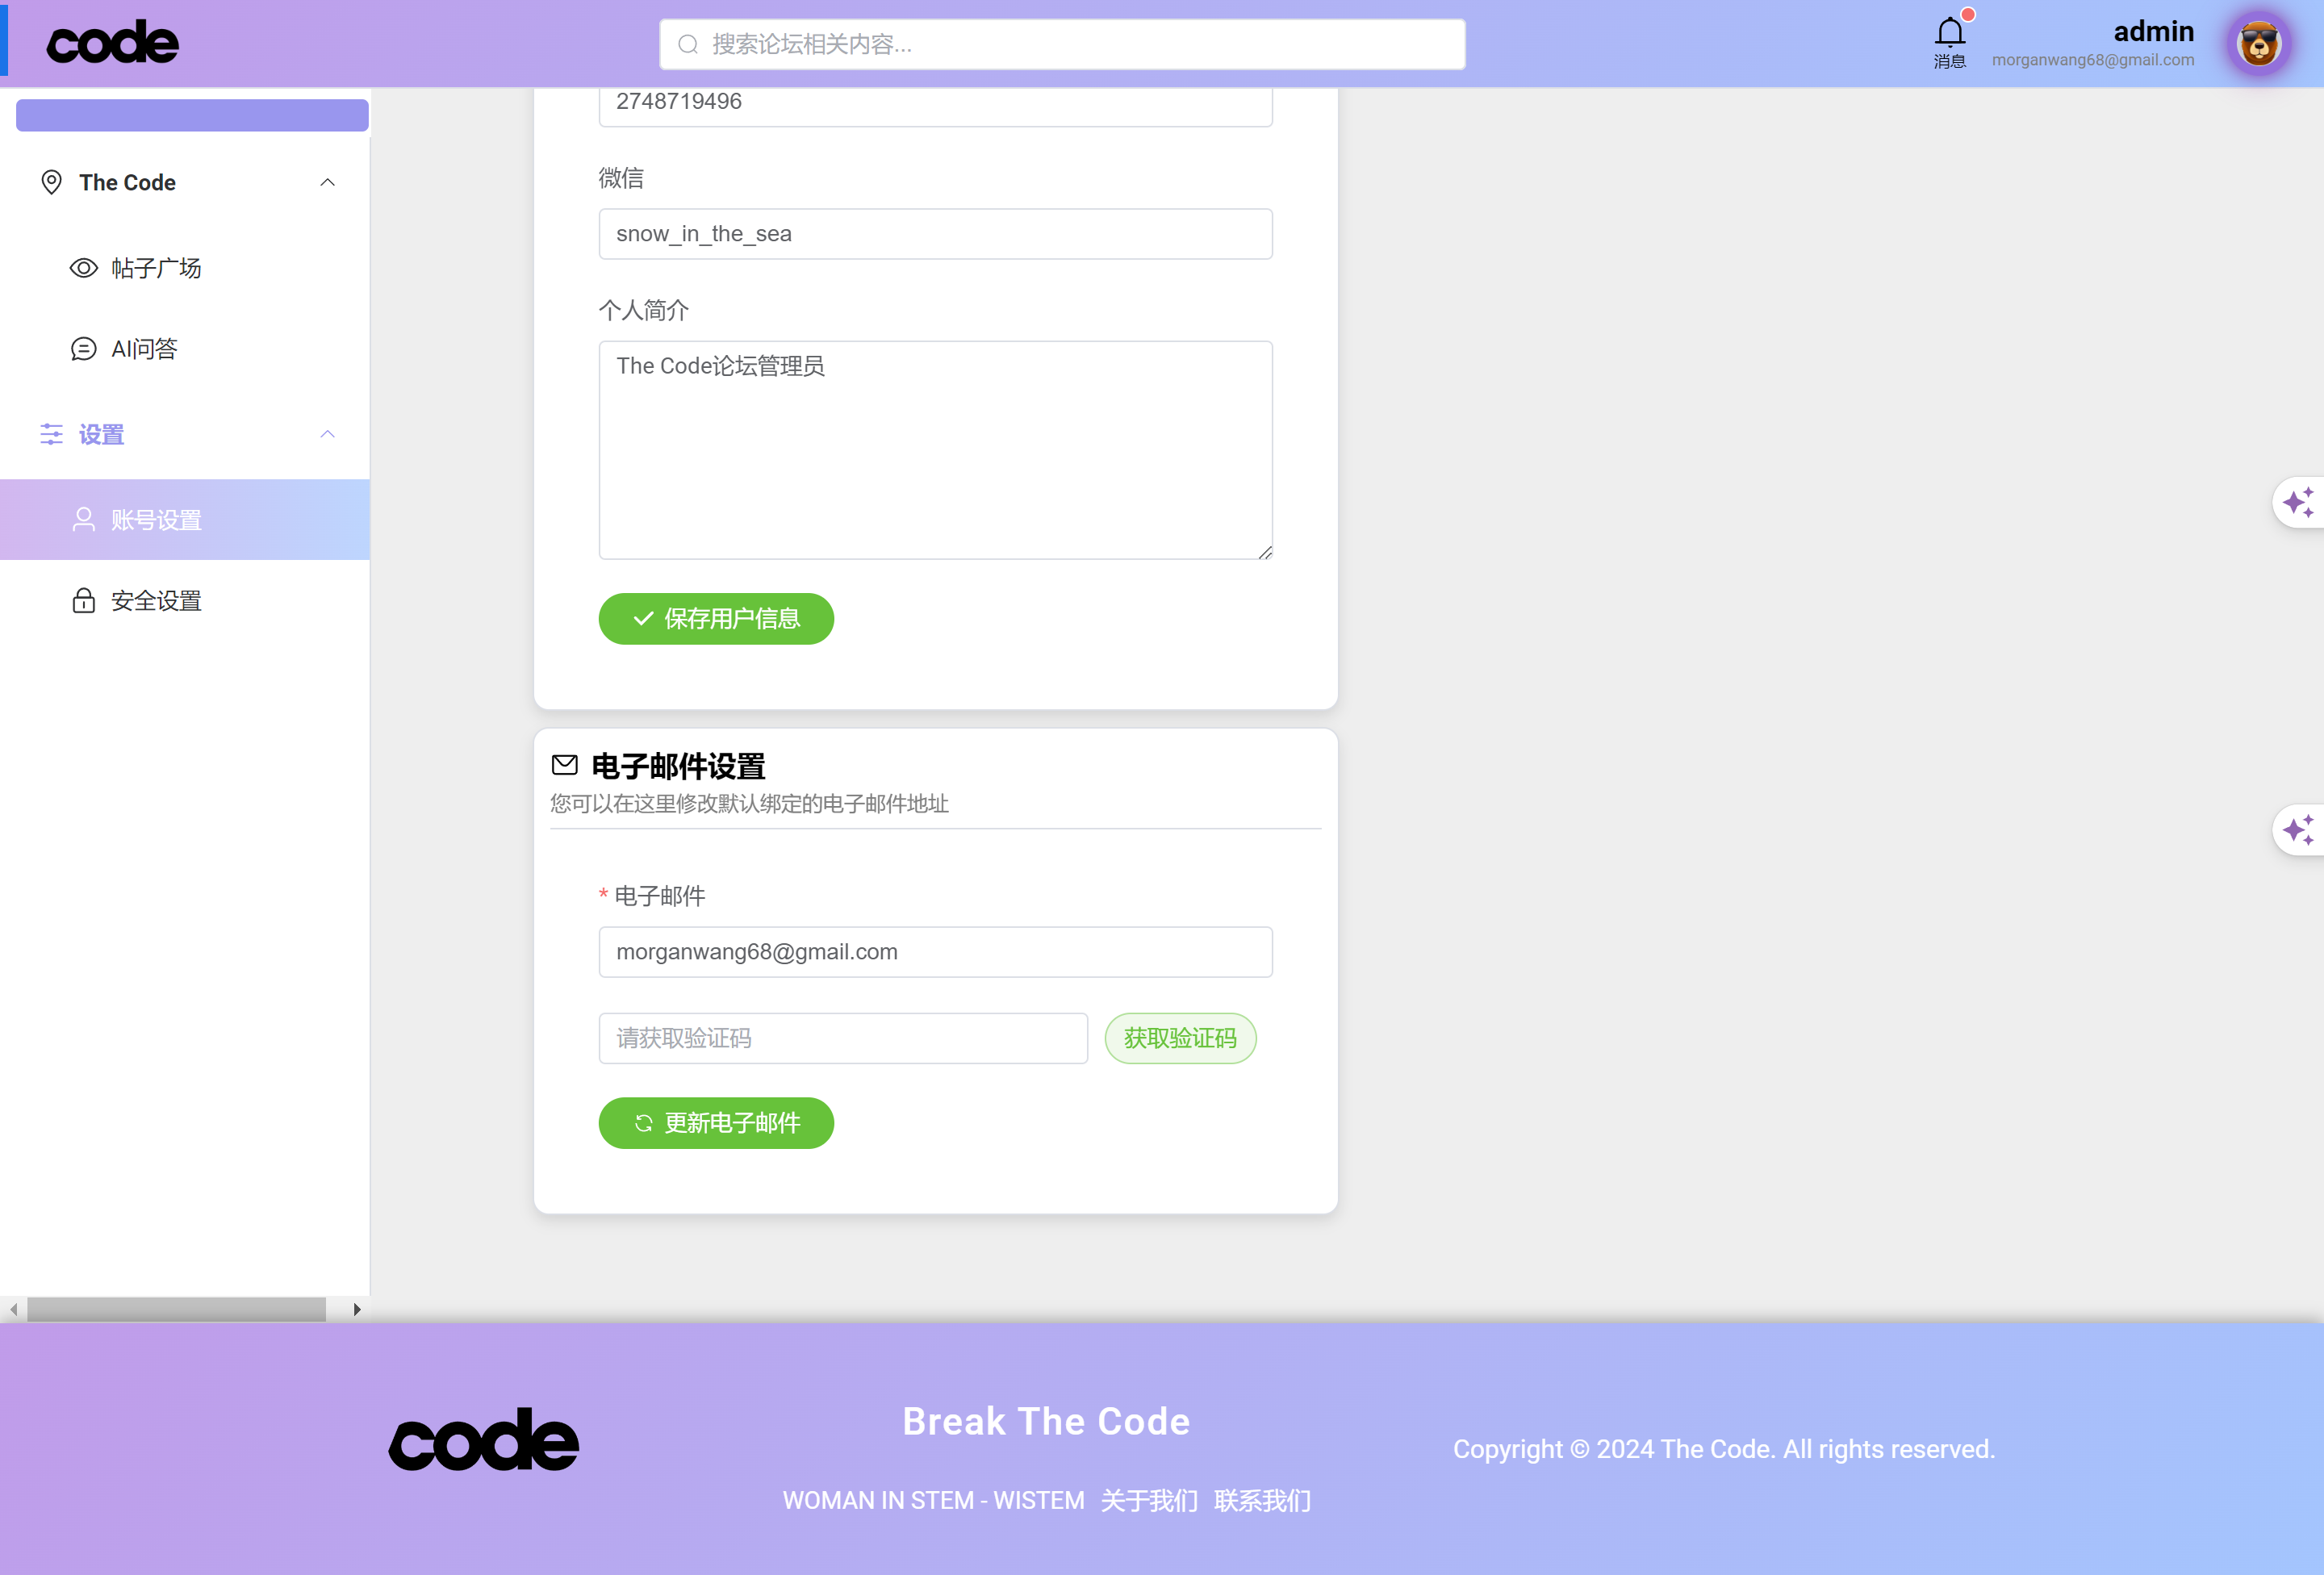 code
搜索论坛相关内容...
消息
admin
morganwang68@gmail.com
The Code
帖子广场
AI问答
设置
账号设置
安全设置
2748719496
微信
snow_in_the_sea
个人简介
The Code论坛管理员
保存用户信息
电子邮件设置
您可以在这里修改默认绑定的电子邮件地址
* 电子邮件
morganwang68@gmail.com
请获取验证码 获取验证码
更新电子邮件
code
Break The Code
WOMAN IN STEM - WISTEM 关于我们 联系我们
Copyright © 2024 The Code. All rights reserved.